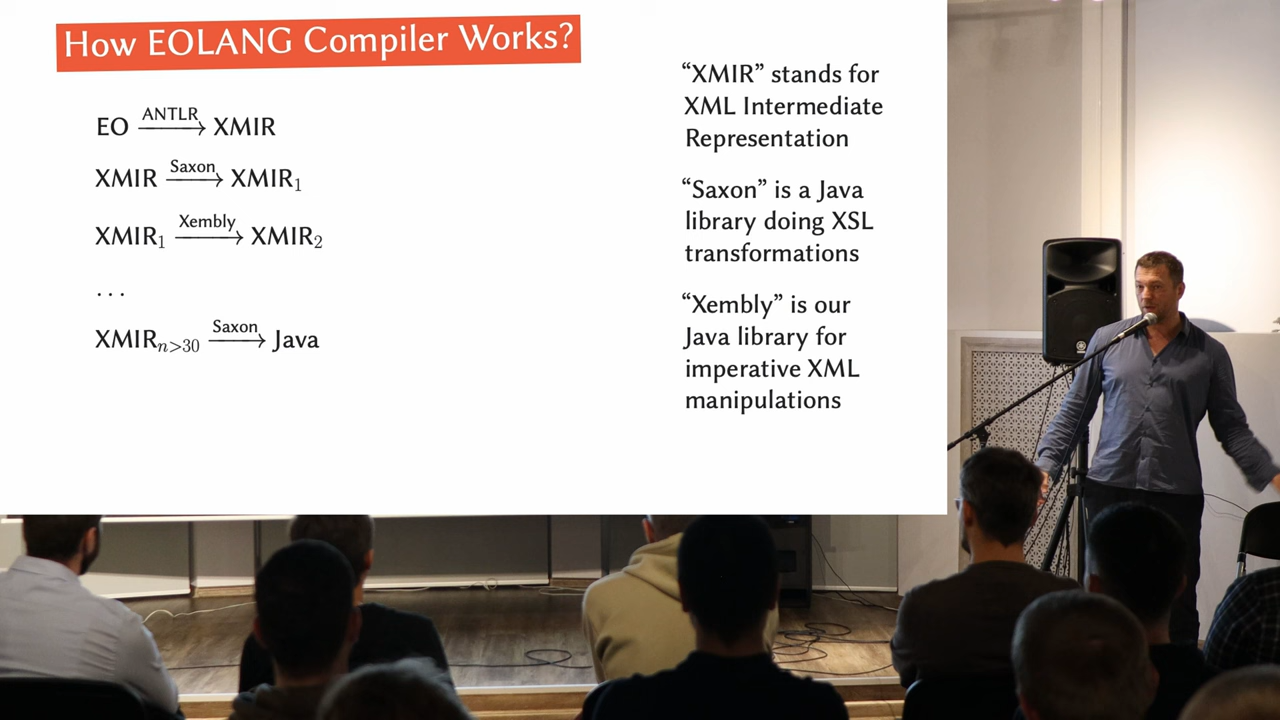 How EOLANG Compiler Works?
EO ANTLR⟶ XMIR
XMIR Saxon⟶ XMIR₁
XMIR₁ Xembly⟶ XMIR₂
...
XMIRn>30 Saxon⟶ Java
“XMIR” stands for
XML Intermediate
Representation
“Saxon” is a Java
library doing XSL
transformations
“Xembly” is our
Java library for
imperative XML
manipulations